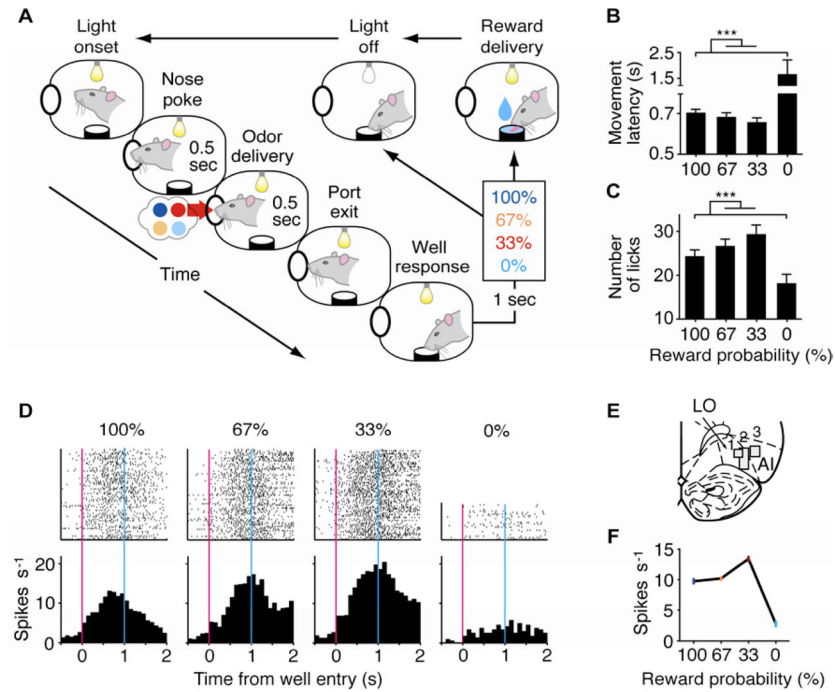 A
Light
onset
Light
off
Reward
delivery
Nose
poke
0.5
sec
Odor
delivery
0.5
sec
Port
exit
Well
response
Time
100%
67%
33%
0%
1 sec
B
***
Movement
latency (s)
2.5
1.5
0.7
0.5
100 67 33 0
C
***
Number
of licks
30
20
10
100 67 33 0
Reward probability (%)
D
100% 67% 33% 0%
Spikes s-1
20
10
0
0 1 2 0 1 2 0 1 2 0 1 2
Time from well entry (s)
E
LO
1 2 3
AI
F
Spikes s-1
15
10
5
0
100 67 33 0
Reward probability (%)